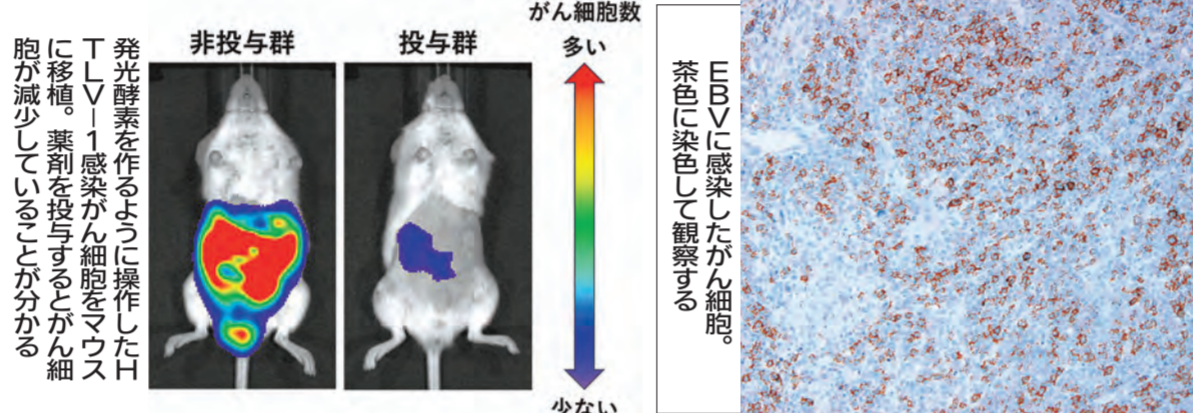 発光酵素を作るように操作したH
TLV－1感染がん細胞をマウス
に移植。薬剤を投与するとがん細
胞が減少していることが分かる
非投与群
投与群
がん細胞数
多い
少ない
EBVに感染したがん細胞。
茶色に染色して観察する